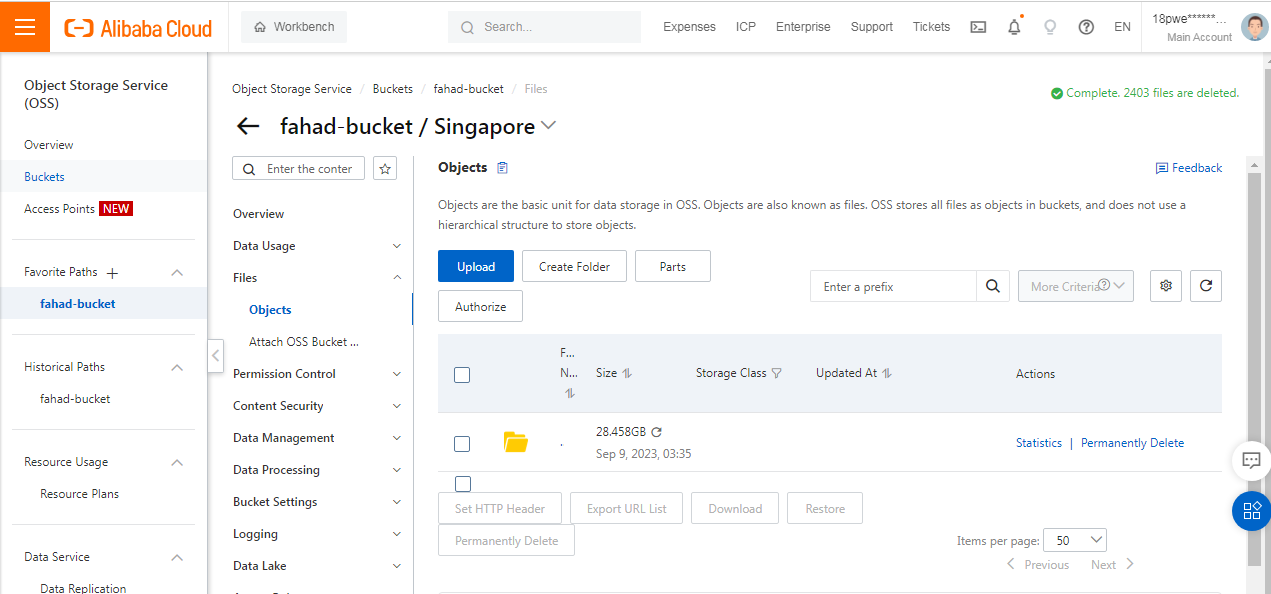 Alibaba Cloud
Workbench
Search...
Expenses
ICP
Enterprise
Support
Tickets
EN
18pwe******...
Main Account
Object Storage Service
(OSS)
Overview
Buckets
Access Points NEW
Favorite Paths
fahad-bucket
Historical Paths
fahad-bucket
Resource Usage
Resource Plans
Data Service
Data Replication
Object Storage Service / Buckets / fahad-bucket / Files
Complete. 2403 files are deleted.
fahad-bucket / Singapore
Enter the conter
Overview
Data Usage
Files
Objects
Attach OSS Bucket ...
Permission Control
Content Security
Data Management
Data Processing
Bucket Settings
Logging
Data Lake
Objects
Feedback
Objects are the basic unit for data storage in OSS. Objects are also known as files. OSS stores all files as objects in buckets, and does not use a
hierarchical structure to store objects.
Upload
Create Folder
Parts
Authorize
Enter a prefix
More Criteria
F...
N...
Size
Storage Class
Updated At
Actions
.
28.458GB
Sep 9, 2023, 03:35
Statistics | Permanently Delete
Set HTTP Header
Export URL List
Download
Restore
Permanently Delete
Items per page: 50
Previous
Next